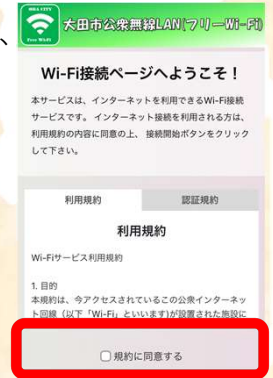 、
ODA CITY
Free Wi-Fi
大田市公衆無線LAN(フリーWi-Fi)
Wi-Fi接続ページへようこそ！
本サービスは、インターネットを利用できるWi-Fi接続
サービスです。 インターネット接続を利用される方は、
利用規約の内容に同意の上、 接続開始ボタンをクリック
して下さい。
利用規約 認証規約
利用規約
Wi-Fiサービス利用規約
1. 目的
本規約は、今アクセスされているこの公衆インターネッ
ト回線（以下「Wi-Fi」といいます)が設置された施設に
規約に同意する